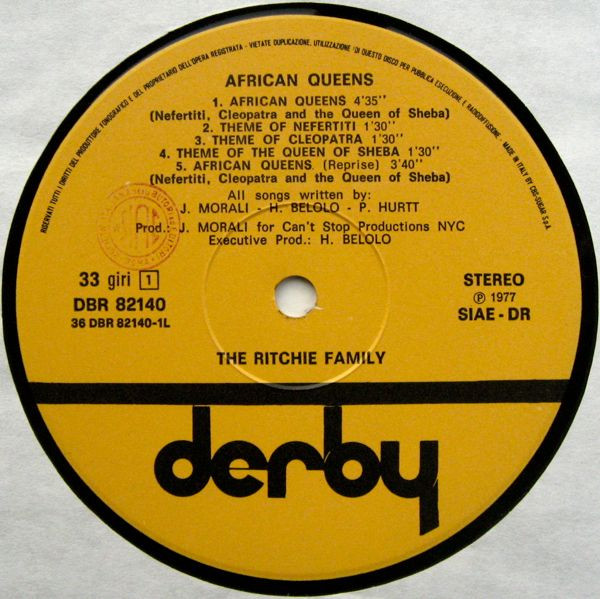 RISERVATI TUTTI I DIRITTI DEL PRODUTTORE FONOGRAFICO E DEL PROPRIETARIO DELL'OPERA REGISTRATA - VIETATE DUPLICAZIONE, UTILIZZAZIONE DI QUESTO DISCO PER PUBBLICA ESECUZIONE E RADIODIFFUSIONE - MADE IN ITALY BY CBS-SUGAR S.p.A.
AFRICAN QUEENS
1. AFRICAN QUEENS 4'35''
(Nefertiti, Cleopatra and the Queen of Sheba)
2. THEME OF NEFERTITI 1'30''
3. THEME OF CLEOPATRA 1'30''
4. THEME OF THE QUEEN OF SHEBA 1'30''
5. AFRICAN QUEENS (Reprise) 3'40''
(Nefertiti, Cleopatra and the Queen of Sheba)
All songs written by:
J. MORALI - H. BELOLO - P. HURTT
Prod.: J. MORALI for Can't Stop Productions NYC
Executive Prod.: H. BELOLO
33 giri 1
DBR 82140
36 DBR 82140-1L
STEREO
Ⓟ 1977
SIAE - DR
THE RITCHIE FAMILY
derby